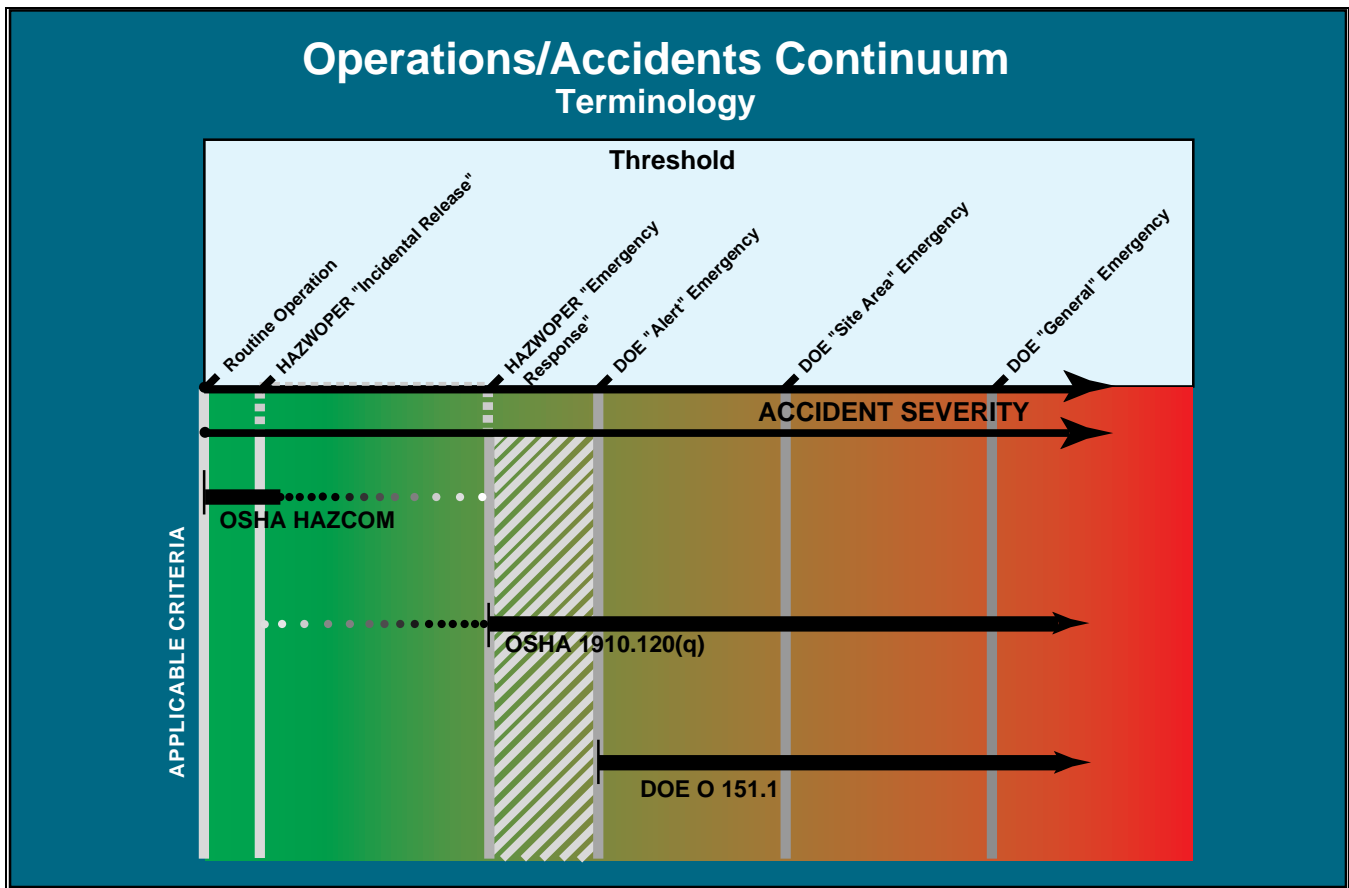 Operations/Accidents Continuum
Terminology
Threshold
Routine Operation
HAZWOPER "Incidental Release"
HAZWOPER "Emergency
Response"
DOE "Alert" Emergency
DOE "Site Area" Emergency
DOE "General" Emergency
ACCIDENT SEVERITY
APPLICABLE CRITERIA
OSHA HAZCOM
OSHA 1910.120(q)
DOE O 151.1